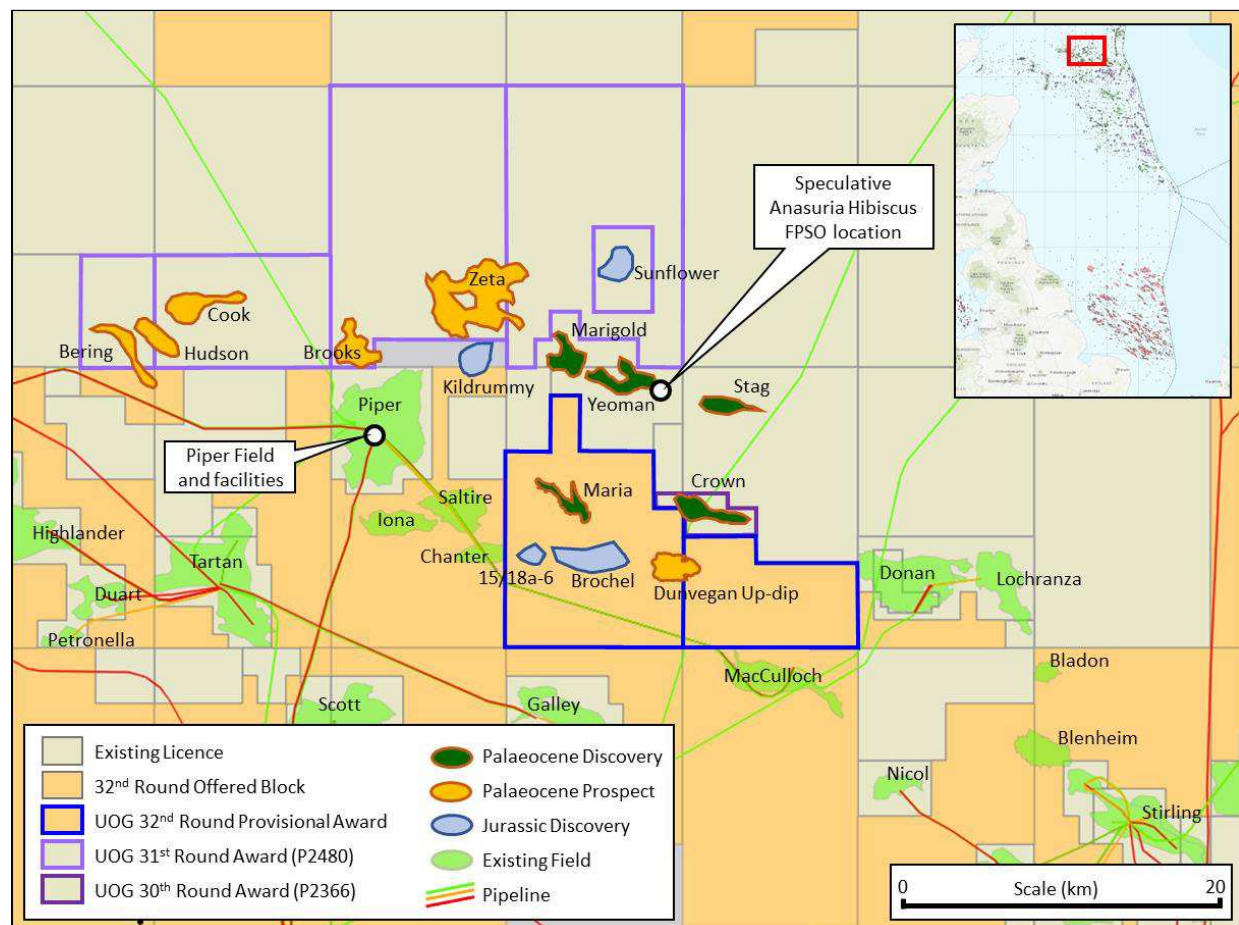 Speculative
Anasuria Hibiscus
FPSO location
Sunflower
Zeta
Cook
Marigold
Bering
Hudson
Brooks
Kildrummy
Yeoman
Stag
Piper
Piper Field
and facilities
Maria
Crown
Saltire
Iona
Highlander
Tartan
Chanter
15/18a-6
Brochel
Dunvegan Up-dip
Donan
Lochranza
Duart
Petronella
MacCulloch
Bladon
Scott
Galley
Blenheim
Nicol
Stirling
Existing Licence
32nd Round Offered Block
UOG 32nd Round Provisional Award
UOG 31st Round Award (P2480)
UOG 30th Round Award (P2366)
Palaeocene Discovery
Palaeocene Prospect
Jurassic Discovery
Existing Field
Pipeline
0
Scale (km)
20